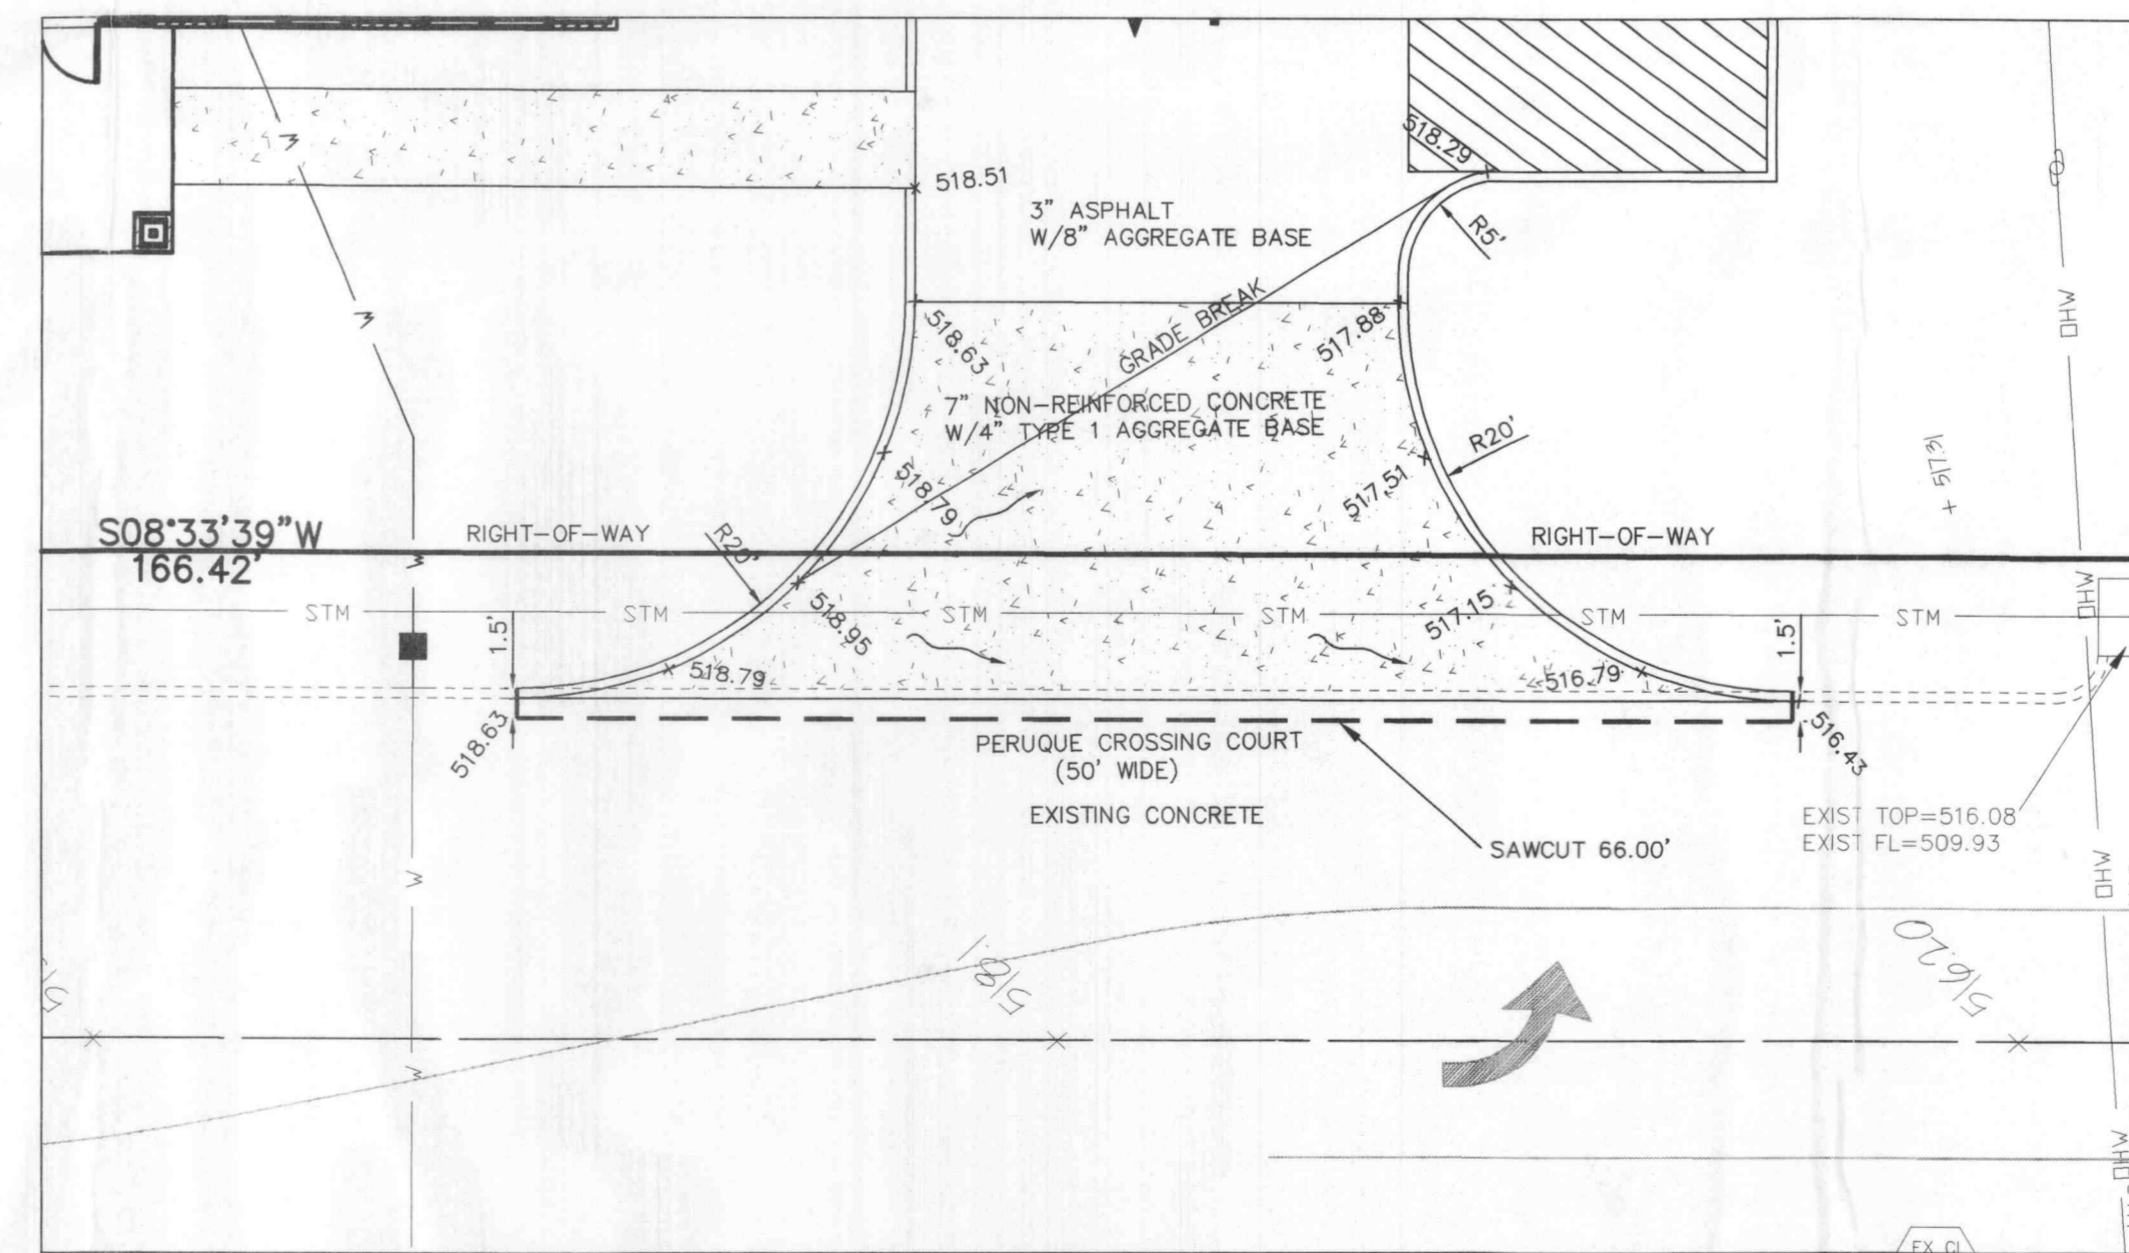 518.29
518.51
3” ASPHALT
W/8” AGGREGATE BASE
R5'
OHW
GRADE BREAK
518.63
517.88
7” NON-REINFORCED CONCRETE
W/4” TYPE 1 AGGREGATE BASE
R20'
517.31
518.79
517.51
S08°33'39”W
166.42'
RIGHT-OF-WAY
R20'
RIGHT-OF-WAY
W
OHW
STM
STM
STM
STM
STM
STM
1.5'
518.95
517.15
1.5'
518.79
516.79
518.63
516.43
PERUQUE CROSSING COURT
(50' WIDE)
EXISTING CONCRETE
SAWCUT 66.00'
EXIST TOP=516.08
EXIST FL=509.93
W
OHW
518.1
516.20
W
OHW
EX CI